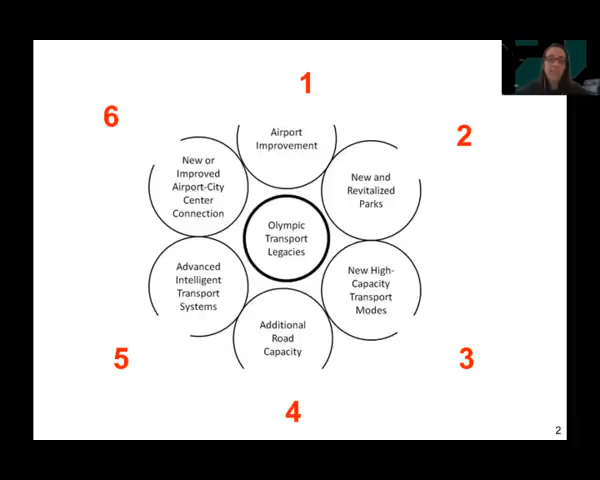 1
Airport
Improvement
2
New and
Revitalized
Parks
3
New High-
Capacity
Transport
Modes
4
Additional
Road
Capacity
5
Advanced
Intelligent
Transport
Systems
6
New or
Improved
Airport-City
Center
Connection
Olympic
Transport
Legacies
2